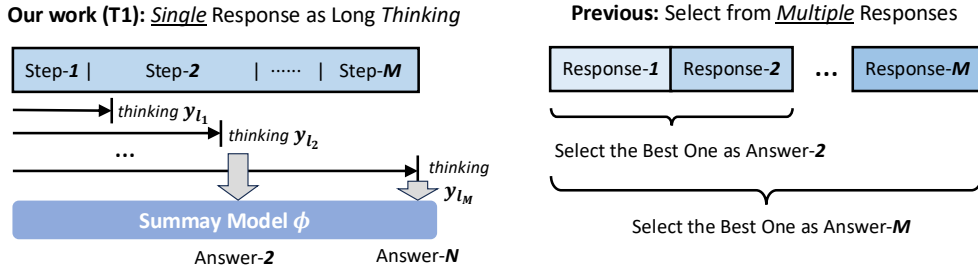 Our work (T1): Single Response as Long Thinking
Step-1 | Step-2 | ...... | Step-M
thinking y_{l_1}
thinking y_{l_2}
...
thinking
y_{l_M}
Summay Model ϕ
Answer-2 Answer-N
Previous: Select from Multiple Responses
Response-1 Response-2 ... Response-M
Select the Best One as Answer-2
Select the Best One as Answer-M